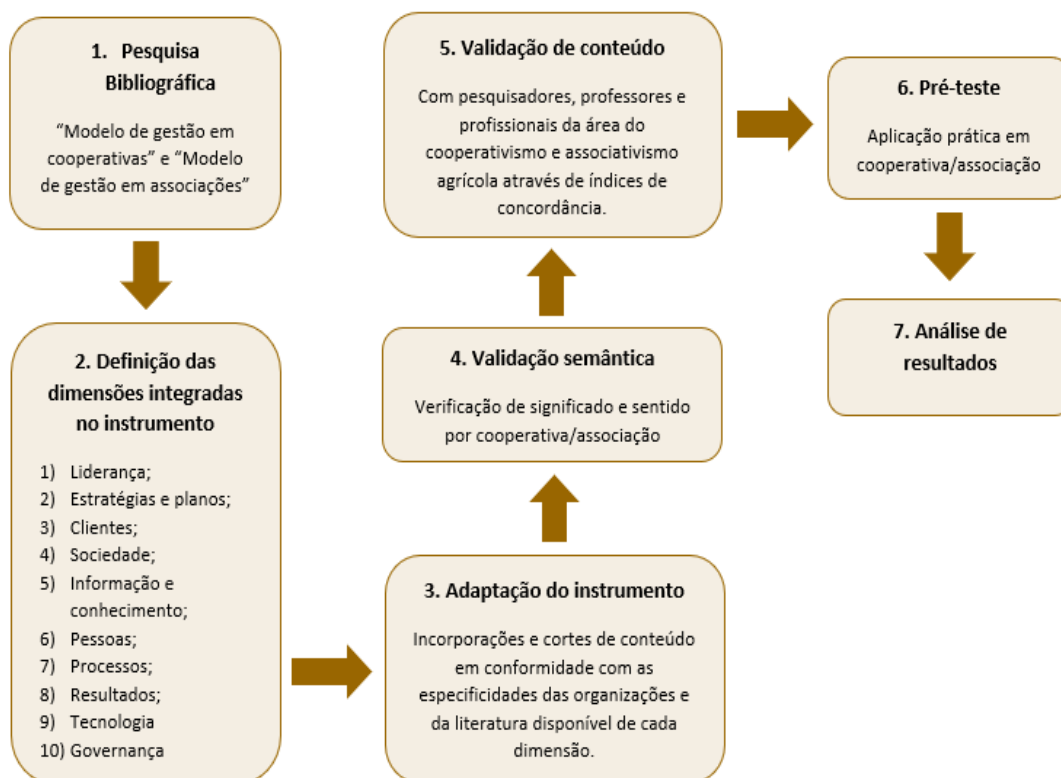 1. Pesquisa
Bibliográfica
“Modelo de gestão em
cooperativas” e “Modelo
de gestão em associações”
2. Definição das
dimensões integradas
no instrumento
1) Liderança;
2) Estratégias e planos;
3) Clientes;
4) Sociedade;
5) Informação e
conhecimento;
6) Pessoas;
7) Processos;
8) Resultados;
9) Tecnologia
10) Governança
3. Adaptação do instrumento
Incorporações e cortes de conteúdo
em conformidade com as
especificidades das organizações e
da literatura disponível de cada
dimensão.
4. Validação semântica
Verificação de significado e sentido
por cooperativa/associação
5. Validação de conteúdo
Com pesquisadores, professores e
profissionais da área do
cooperativismo e associativismo
agrícola através de índices de
concordância.
6. Pré-teste
Aplicação prática em
cooperativa/associação
7. Análise de
resultados